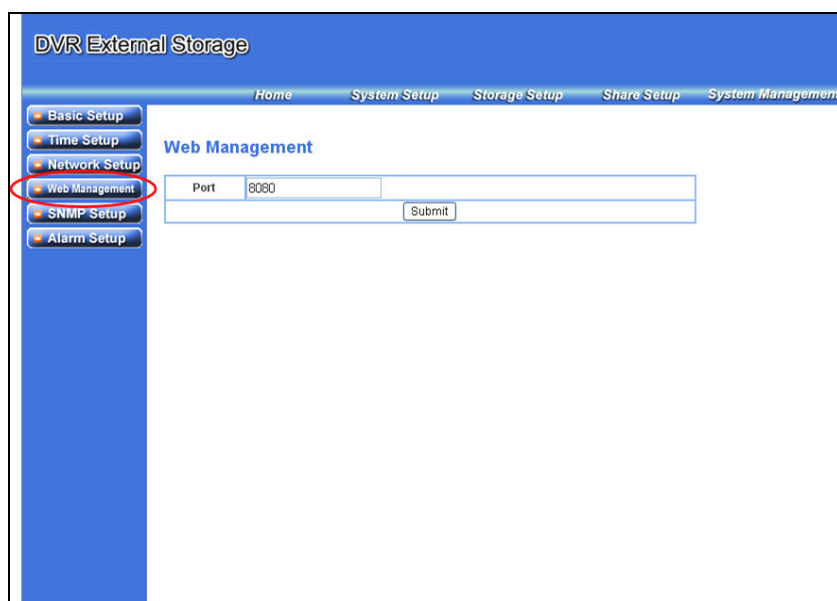 DVR External Storage
Home System Setup Storage Setup Share Setup System Managemen
Basic Setup
Time Setup
Network Setup
Web Management
SNMP Setup
Alarm Setup
Web Management
Port 8080
Submit